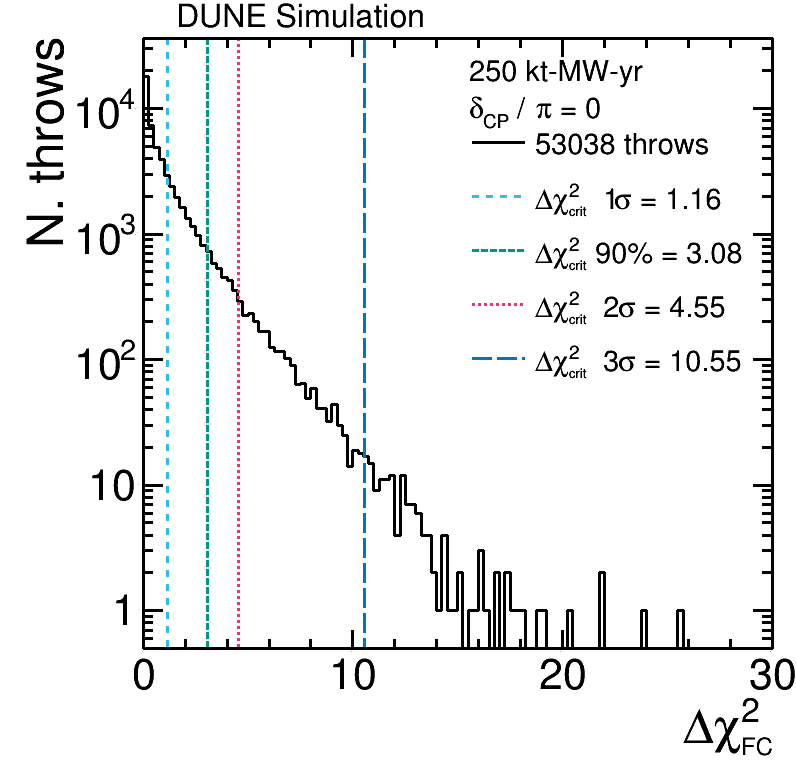 DUNE Simulation
N. throws
10⁴
10³
10²
10
1
250 kt-MW-yr
δCP / π = 0
53038 throws
Δχ²crit 1σ = 1.16
Δχ²crit 90% = 3.08
Δχ²crit 2σ = 4.55
Δχ²crit 3σ = 10.55
0 10 20 30
Δχ²FC